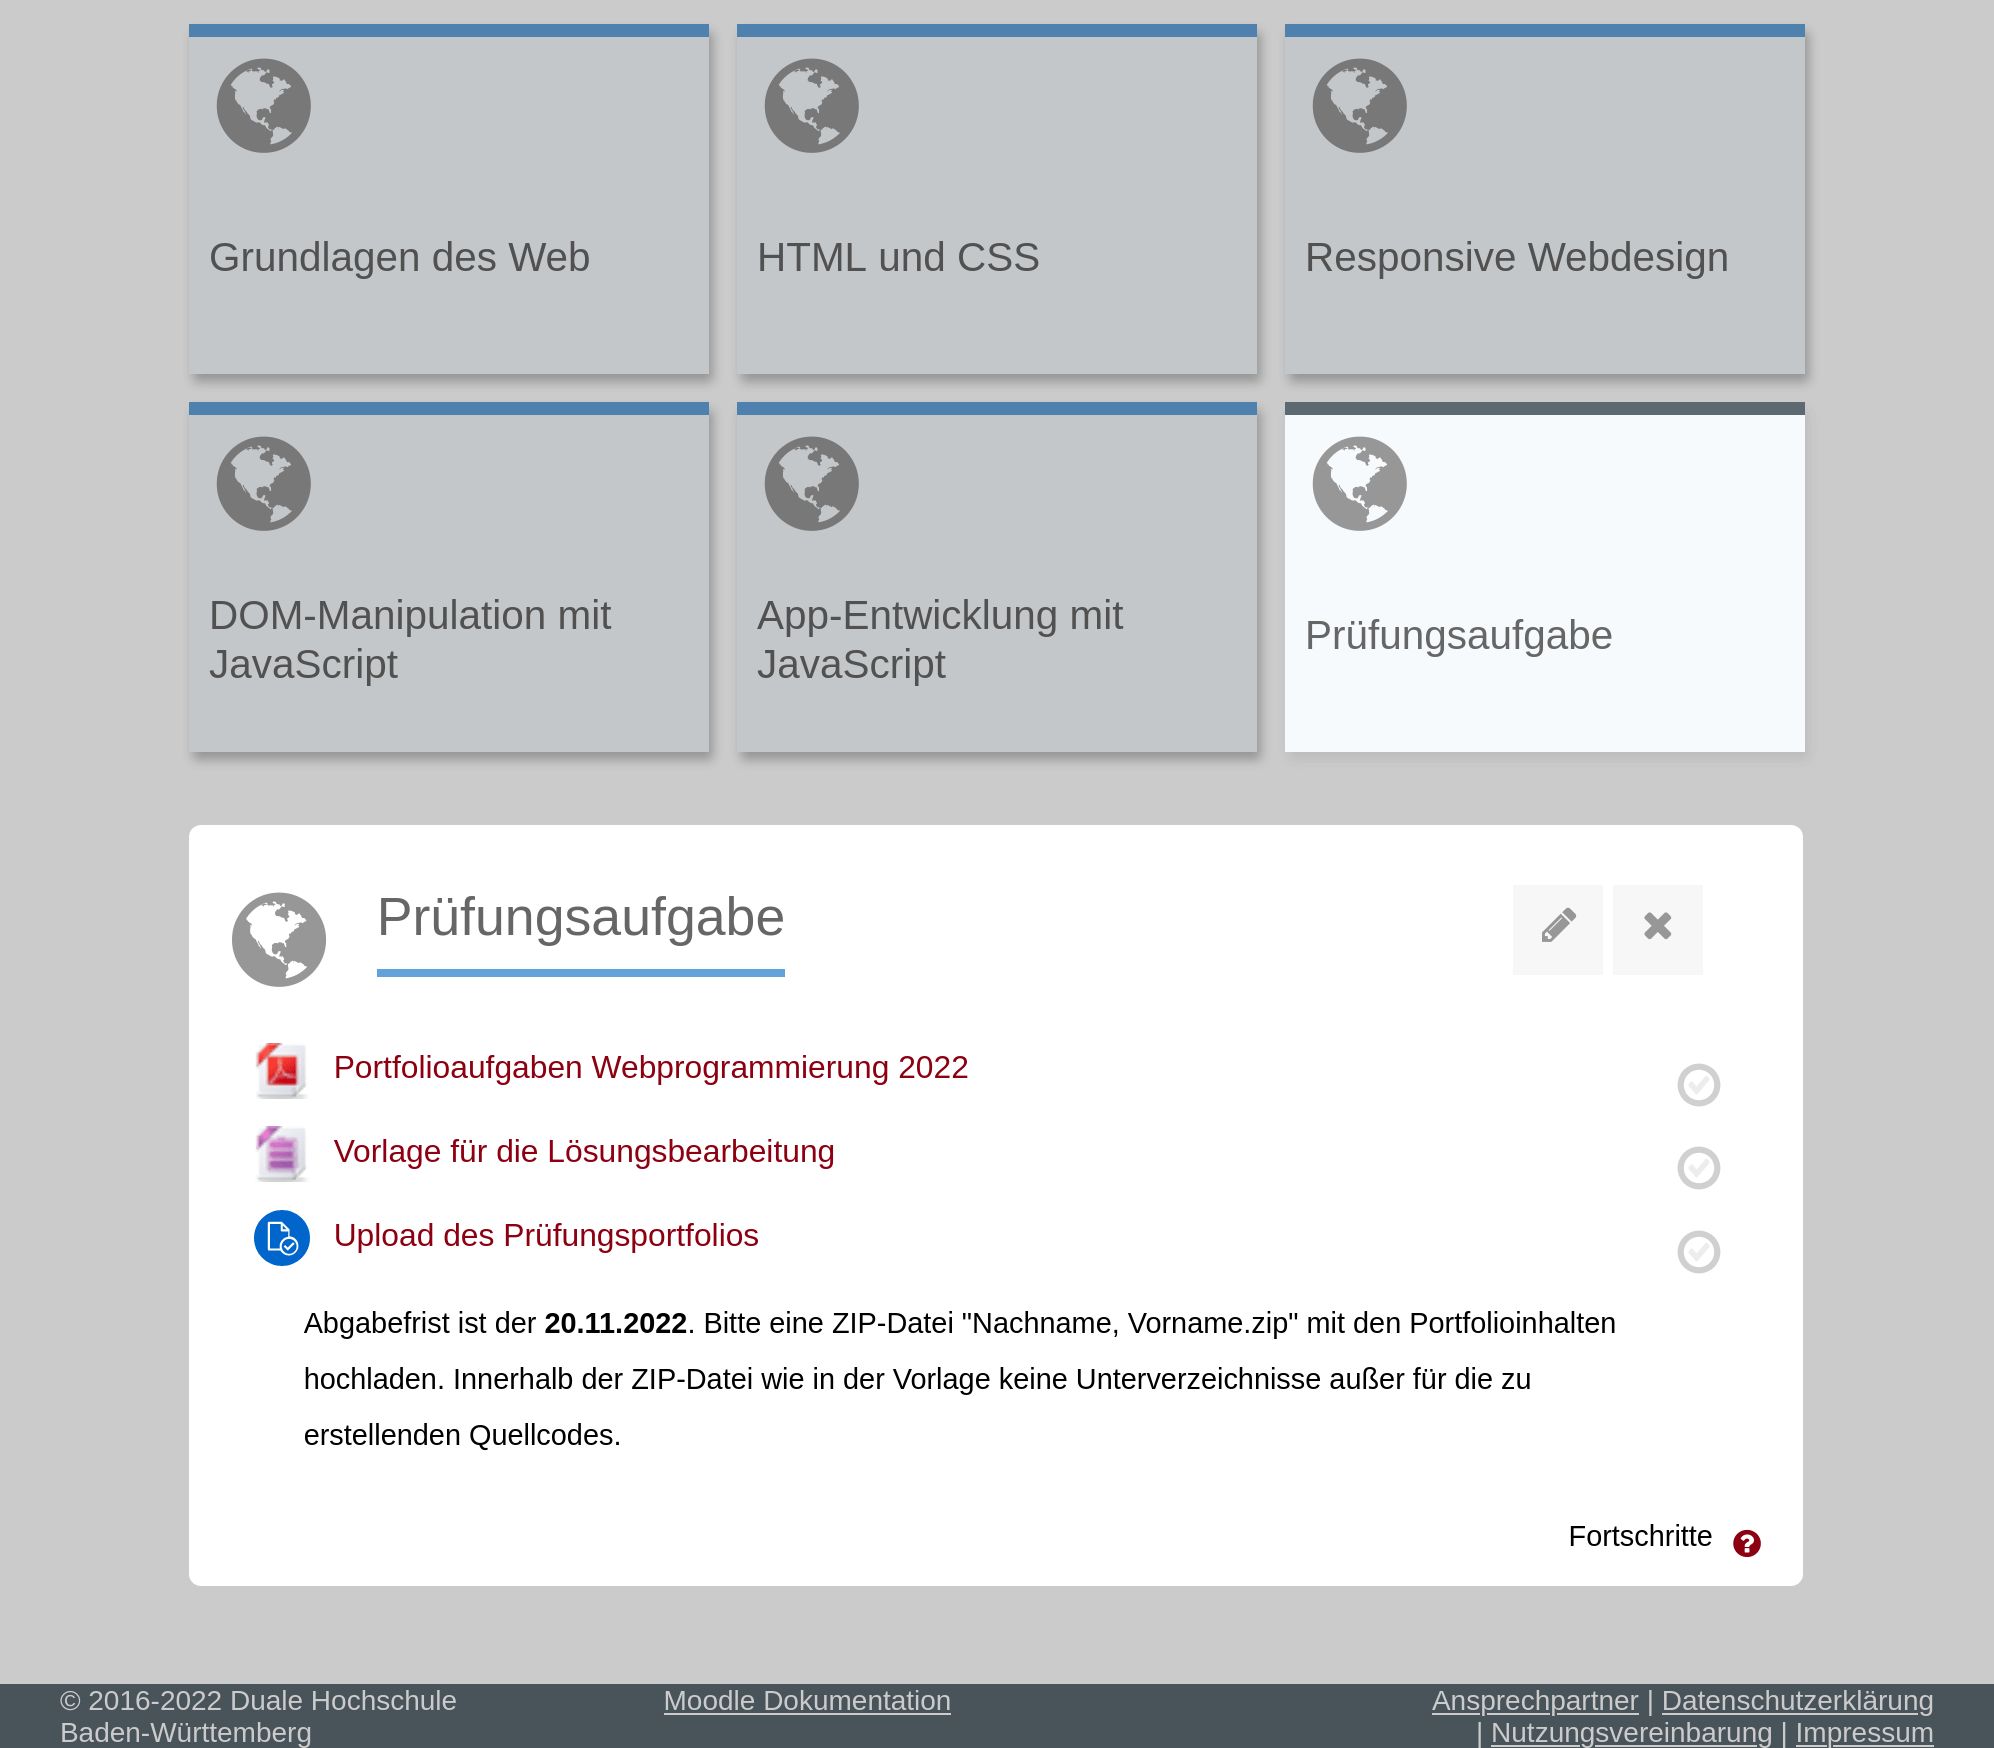 Grundlagen des Web
HTML und CSS
Responsive Webdesign
DOM-Manipulation mit
JavaScript
App-Entwicklung mit
JavaScript
Prüfungsaufgabe
Prüfungsaufgabe
Portfolioaufgaben Webprogrammierung 2022
Vorlage für die Lösungsbearbeitung
Upload des Prüfungsportfolios
Abgabefrist ist der 20.11.2022. Bitte eine ZIP-Datei "Nachname, Vorname.zip" mit den Portfolioinhalten
hochladen. Innerhalb der ZIP-Datei wie in der Vorlage keine Unterverzeichnisse außer für die zu
erstellenden Quellcodes.
Fortschritte
© 2016-2022 Duale Hochschule
Baden-Württemberg
Moodle Dokumentation
Ansprechpartner | Datenschutzerklärung
| Nutzungsvereinbarung | Impressum